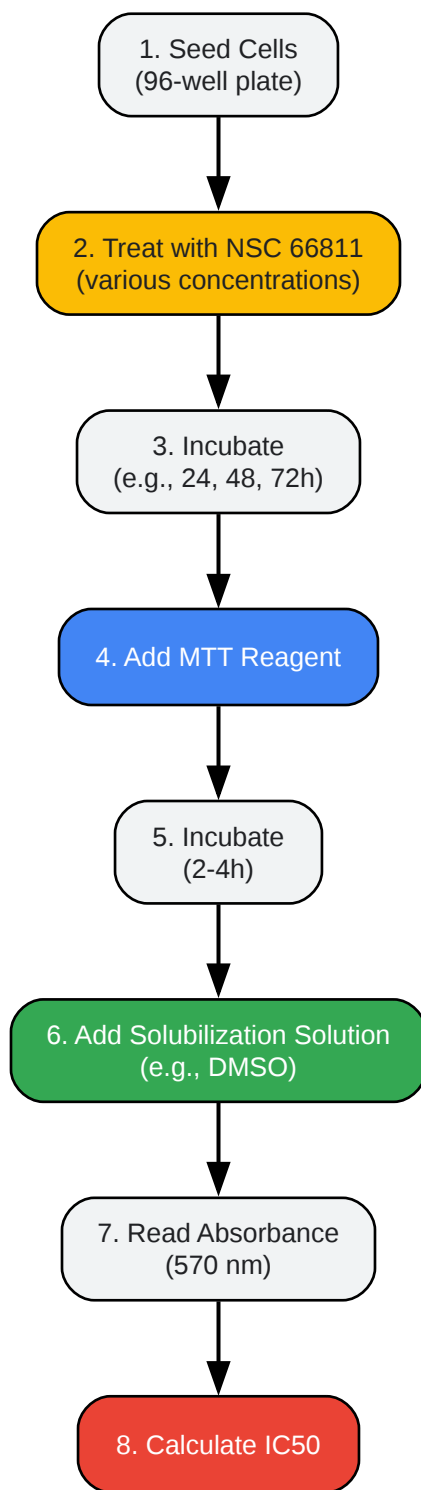 1. Seed Cells
(96-well plate)
2. Treat with NSC 66811
(various concentrations)
3. Incubate
(e.g., 24, 48, 72h)
4. Add MTT Reagent
5. Incubate
(2-4h)
6. Add Solubilization Solution
(e.g., DMSO)
7. Read Absorbance
(570 nm)
8. Calculate IC50